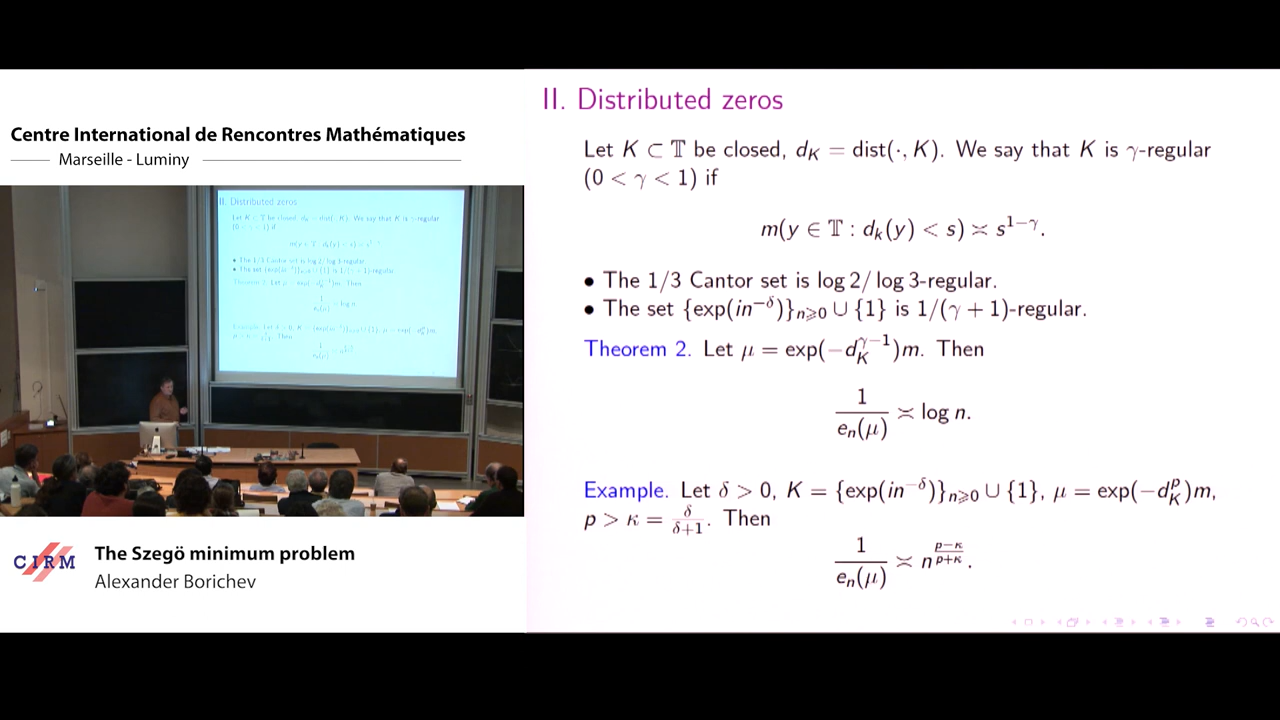 Centre International de Rencontres Mathématiques
Marseille - Luminy
CIRM
The Szegö minimum problem
Alexander Borichev
II. Distributed zeros
Let K ⊂ 𝕋 be closed, d_K = dist(·, K). We say that K is γ-regular
(0 < γ < 1) if
m(y ∈ 𝕋 : d_k(y) < s) ≍ s^{1−γ}.
• The 1/3 Cantor set is log 2/ log 3-regular.
• The set {exp(in^{−δ})}_{n⩾0} ∪ {1} is 1/(γ + 1)-regular.
Theorem 2. Let μ = exp(−d_K^{γ−1})m. Then
1/e_n(μ) ≍ log n.
Example. Let δ > 0, K = {exp(in^{−δ})}_{n⩾0} ∪ {1}, μ = exp(−d_K^p)m,
p > κ = δ/(δ+1). Then
1/e_n(μ) ≍ n^{(p−κ)/(p+κ)}.